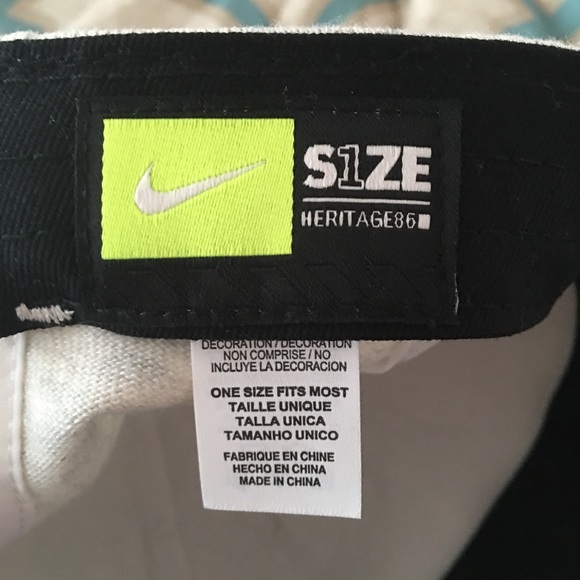 S1ZE
HERITAGE86
DECORATION / DECORATION
NON COMPRISE / NO
INCLUYE LA DECORACION
ONE SIZE FITS MOST
TAILLE UNIQUE
TALLA UNICA
TAMANHO UNICO
FABRIQUE EN CHINE
HECHO EN CHINA
MADE IN CHINA